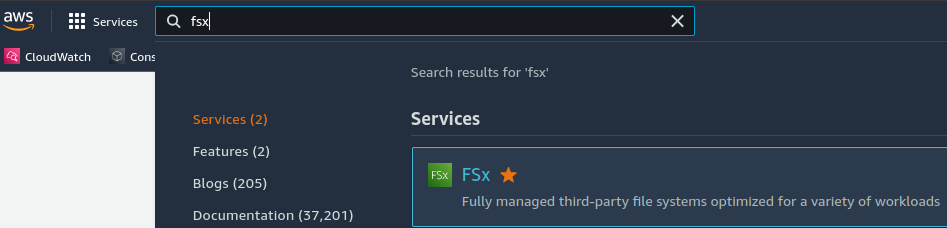 aws
Services
fsx
CloudWatch
Cons
Search results for 'fsx'
Services (2)
Features (2)
Blogs (205)
Documentation (37,201)
Services
FSx
FSx
Fully managed third-party file systems optimized for a variety of workloads